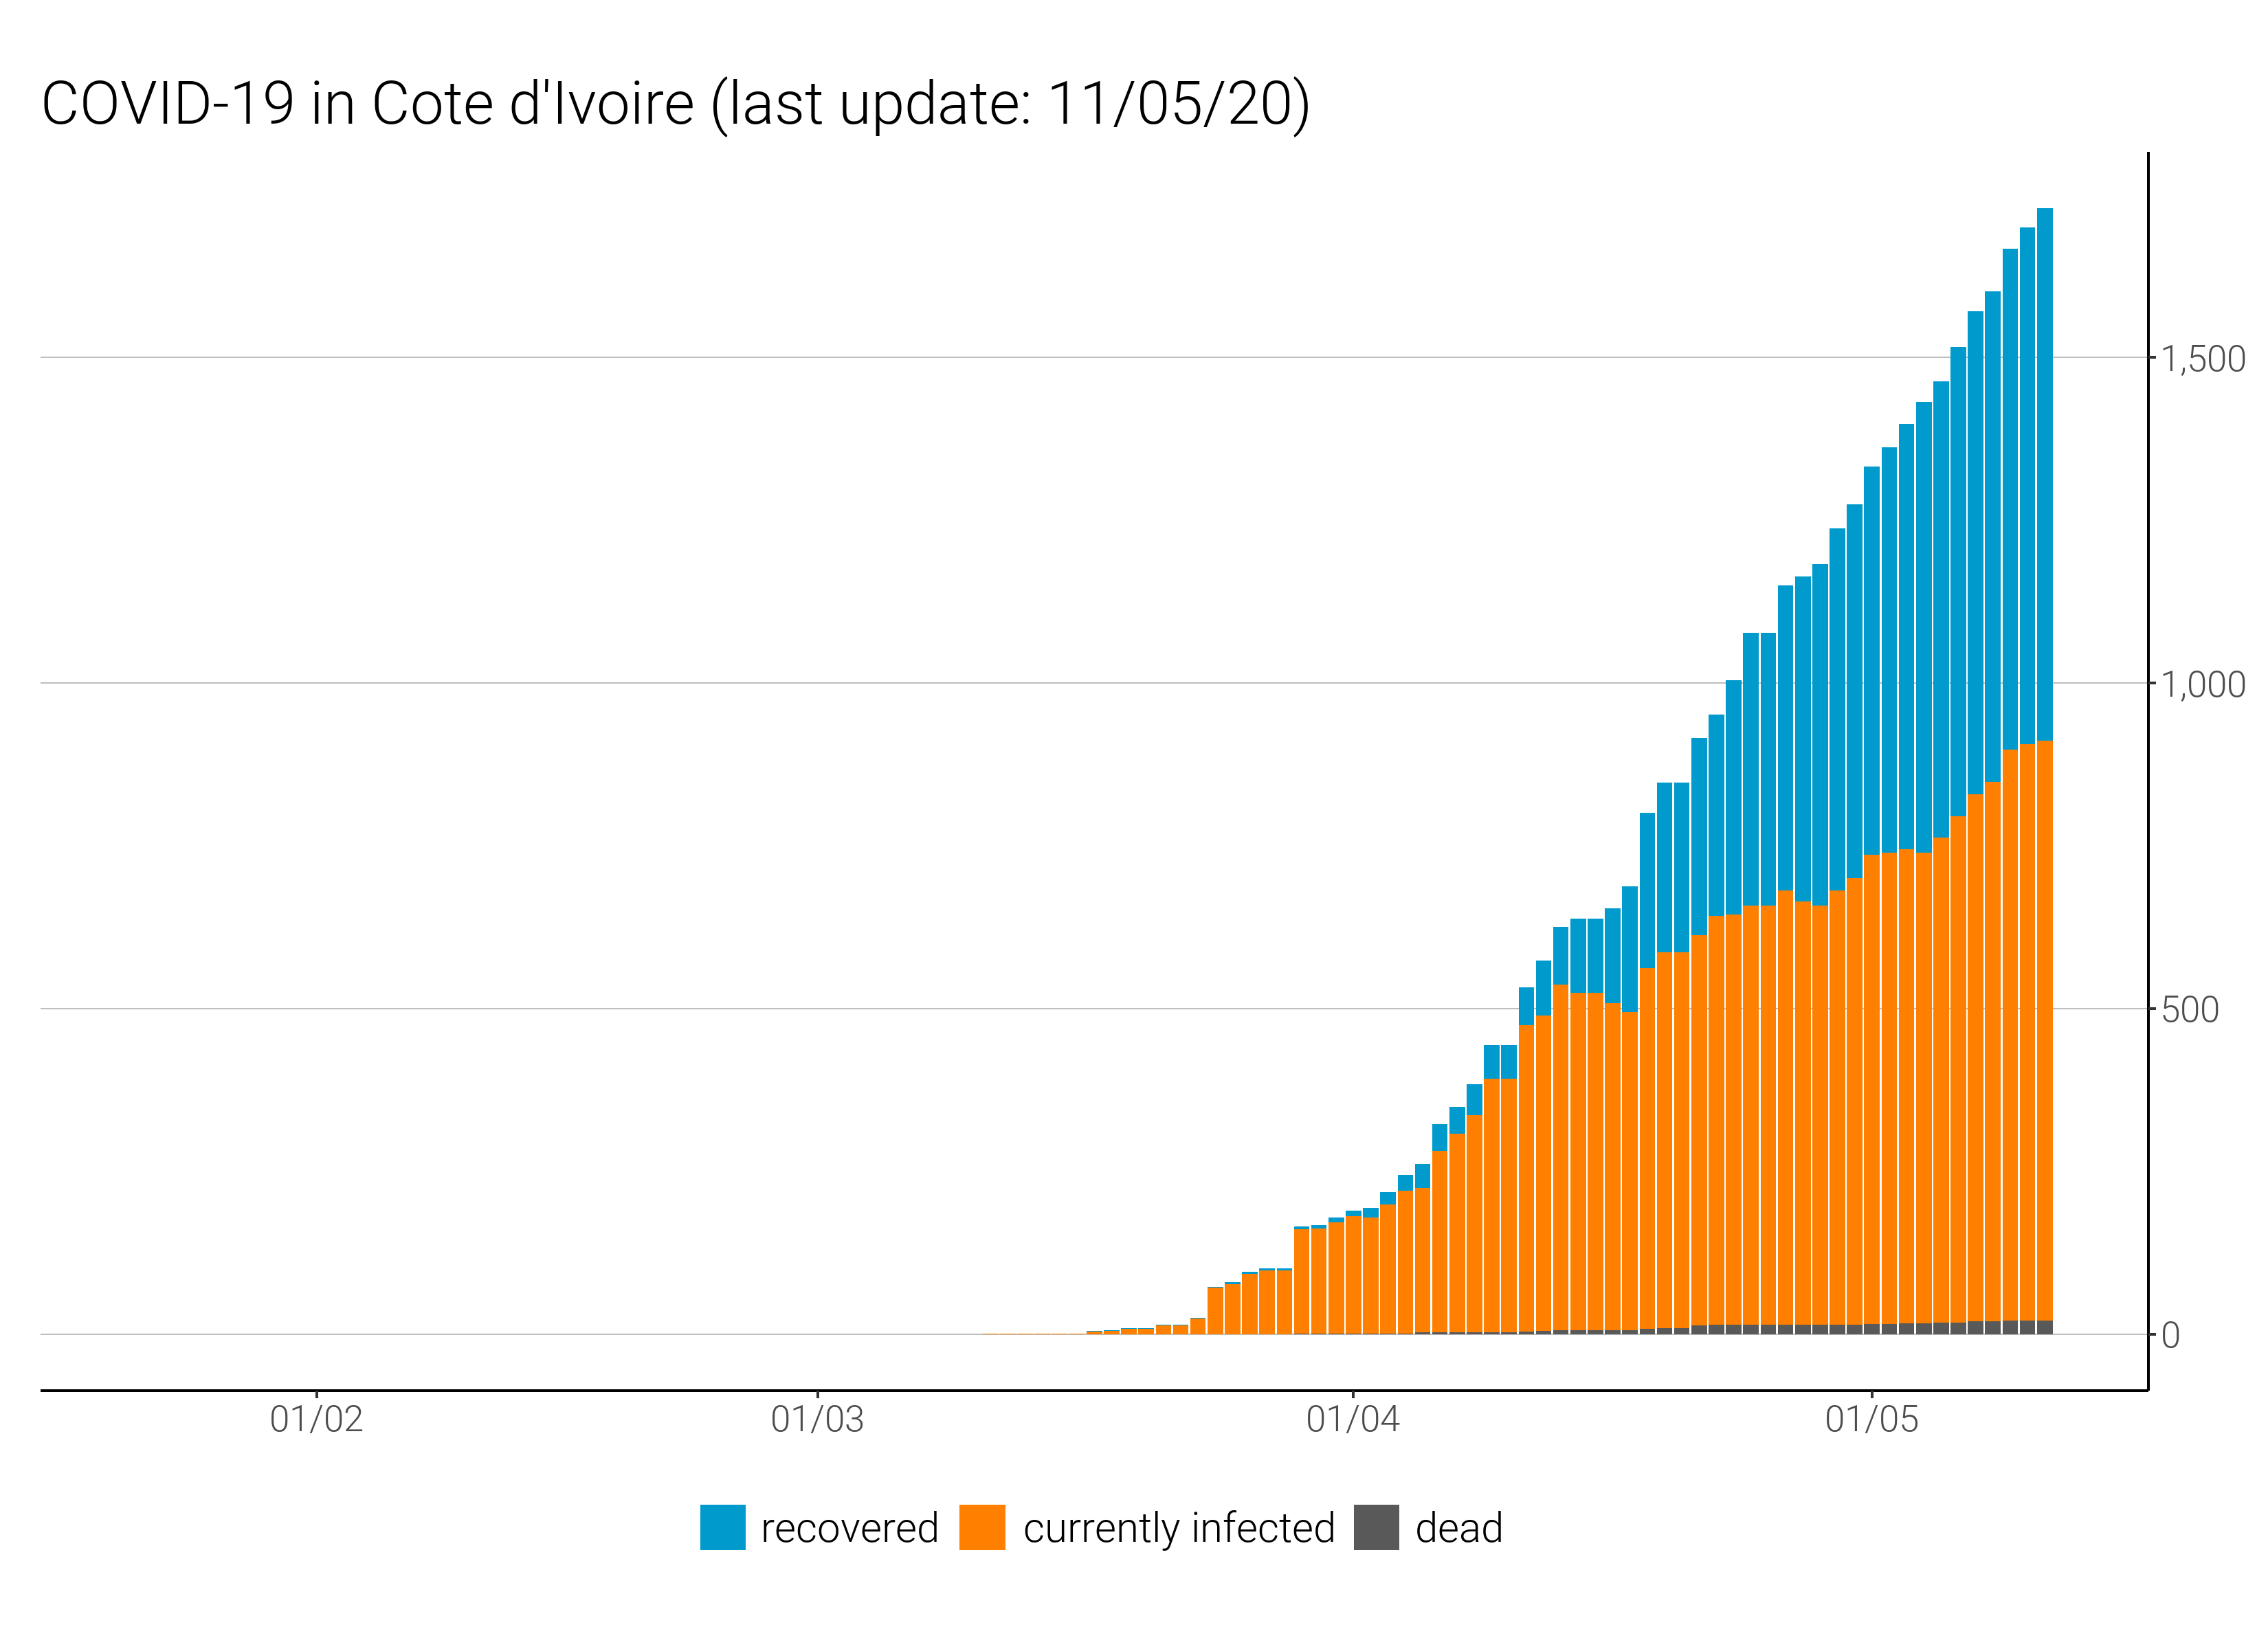 COVID-19 in Cote d'Ivoire (last update: 11/05/20)
1,500
1,000
500
0
01/02 01/03 01/04 01/05
recovered currently infected dead